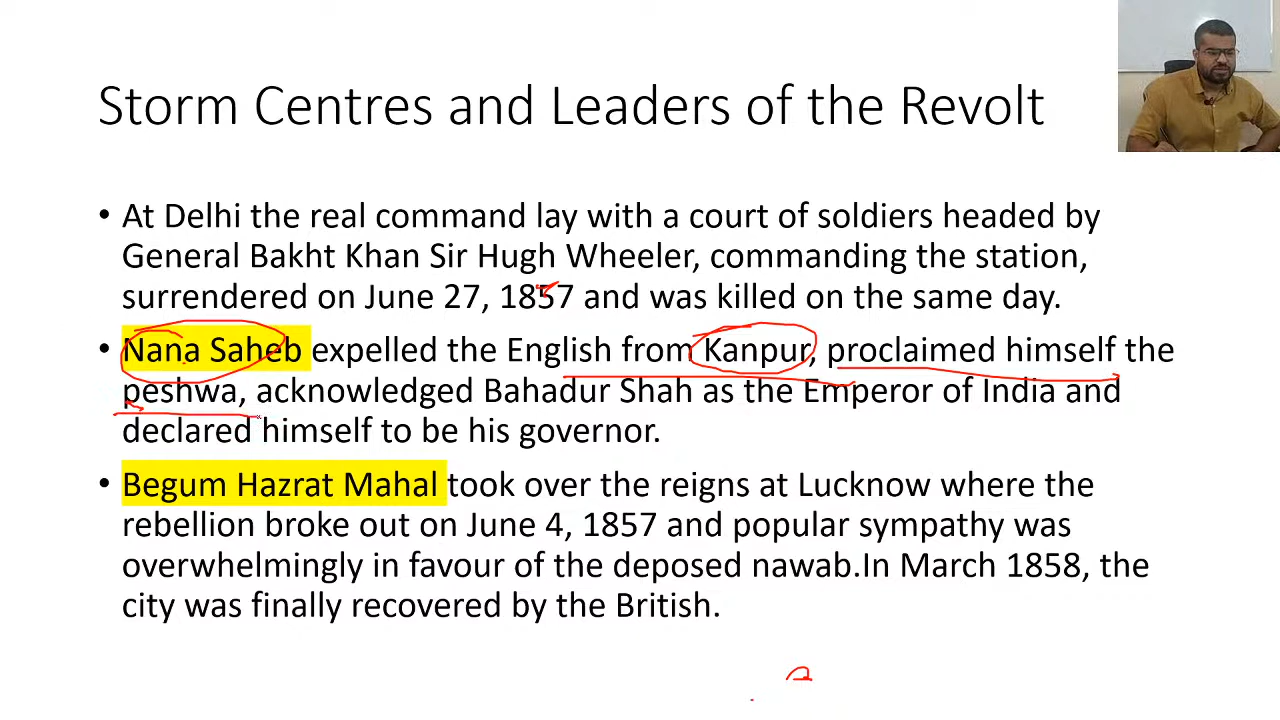 Storm Centres and Leaders of the Revolt
• At Delhi the real command lay with a court of soldiers headed by
General Bakht Khan Sir Hugh Wheeler, commanding the station,
surrendered on June 27, 1857 and was killed on the same day.
• Nana Saheb expelled the English from Kanpur, proclaimed himself the
peshwa, acknowledged Bahadur Shah as the Emperor of India and
declared himself to be his governor.
• Begum Hazrat Mahal took over the reigns at Lucknow where the
rebellion broke out on June 4, 1857 and popular sympathy was
overwhelmingly in favour of the deposed nawab.In March 1858, the
city was finally recovered by the British.